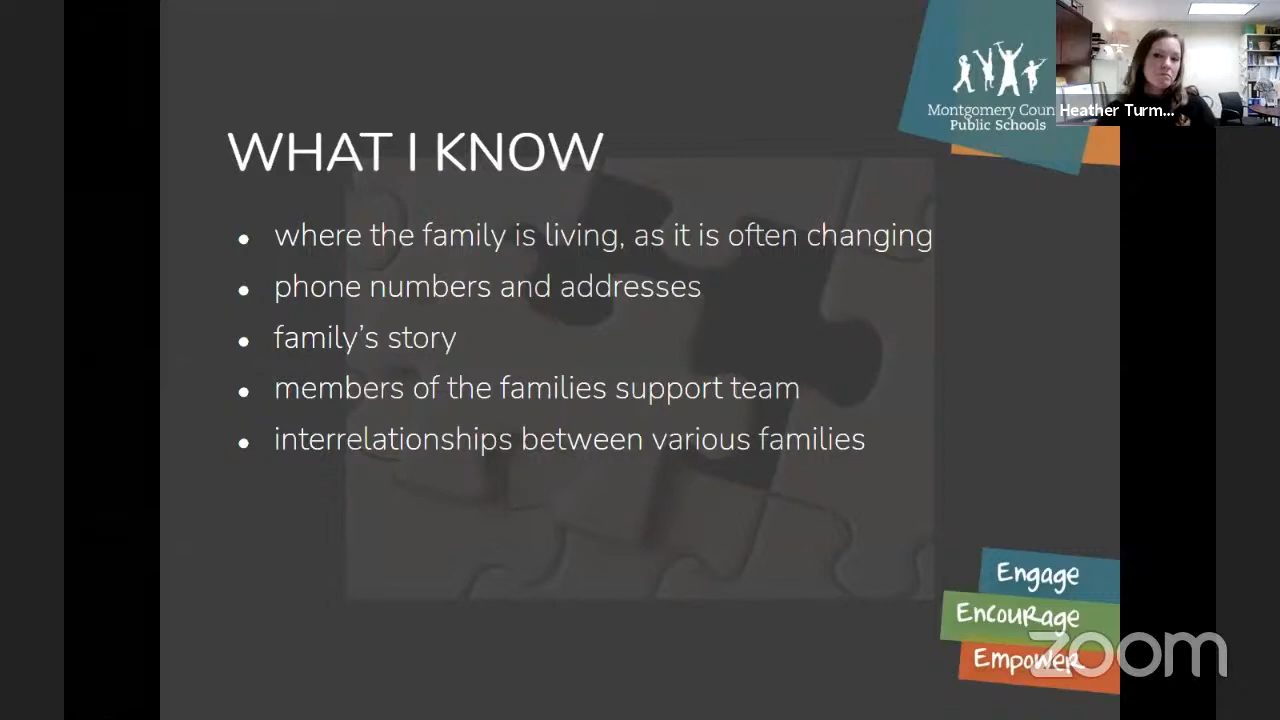 Montgomery Coun
Public Schools
Heather Turm...
WHAT I KNOW
• where the family is living, as it is often changing
• phone numbers and addresses
• family's story
• members of the families support team
• interrelationships between various families
Engage
Encourage
Empower
zoom